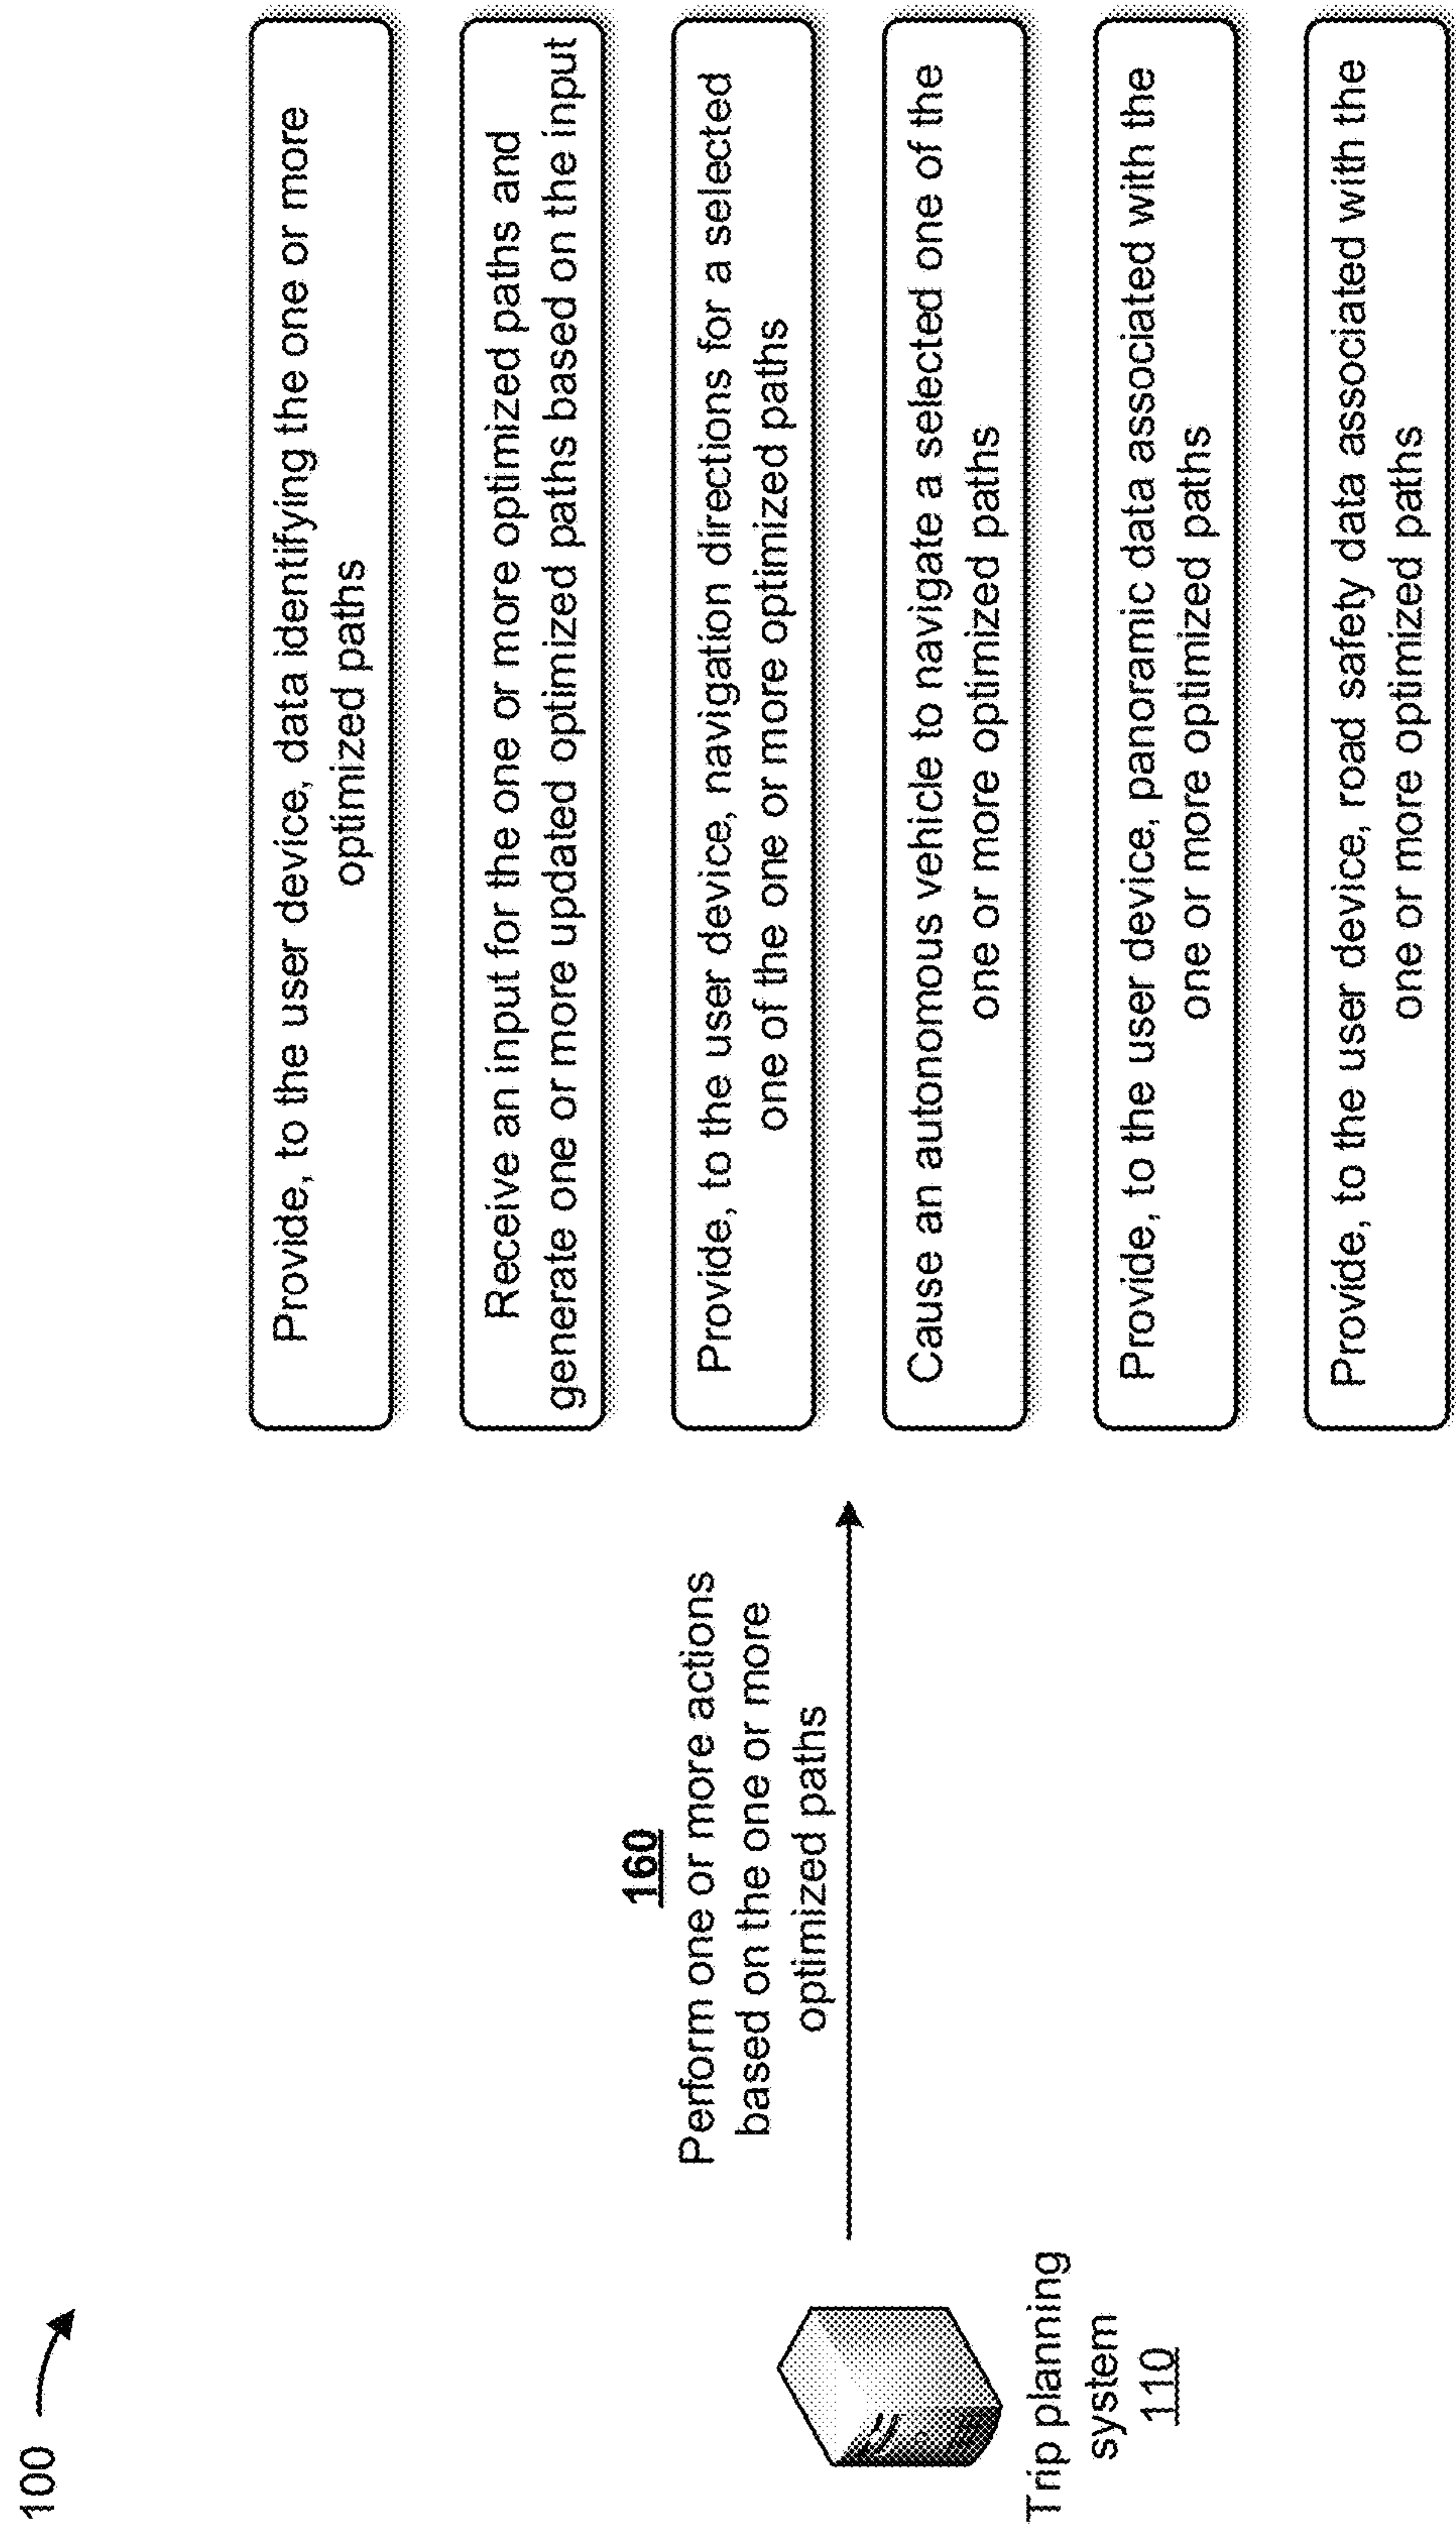 100
160
Perform one or more actions
based on the one or more
optimized paths
Trip planning
system
110
Provide, to the user device, data identifying the one or more
optimized paths
Receive an input for the one or more optimized paths and
generate one or more updated optimized paths based on the input
Provide, to the user device, navigation directions for a selected
one of the one or more optimized paths
Cause an autonomous vehicle to navigate a selected one of the
one or more optimized paths
Provide, to the user device, panoramic data associated with the
one or more optimized paths
Provide, to the user device, road safety data associated with the
one or more optimized paths